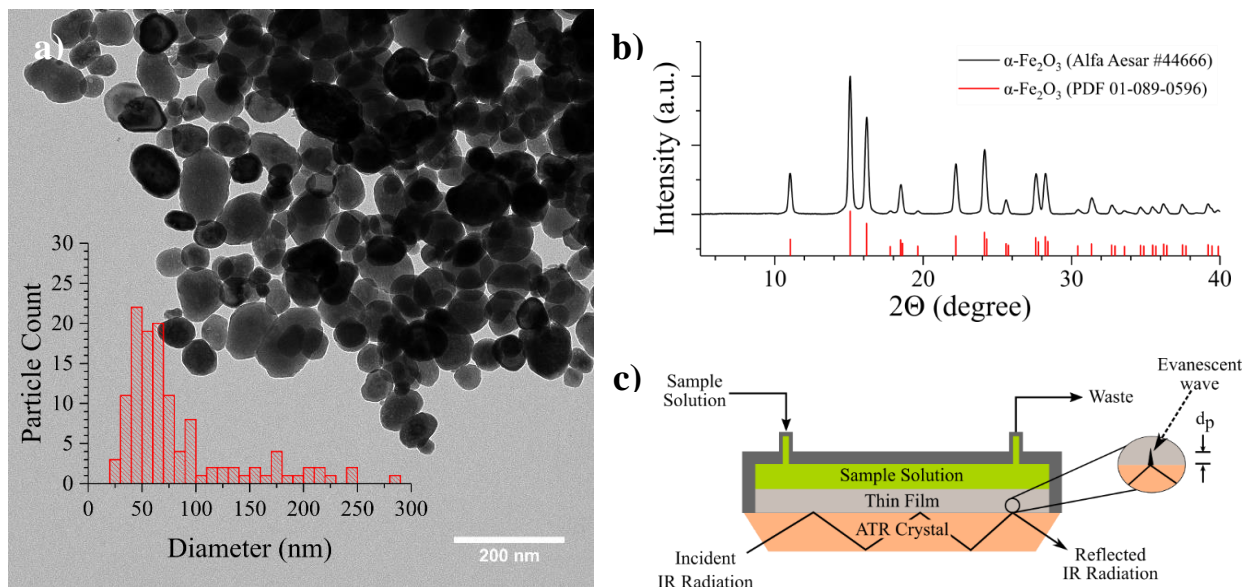 a)
30
25
20
15
10
5
0
Particle Count
0 50 100 150 200 250 300
Diameter (nm)
200 nm
b)
α-Fe₂O₃ (Alfa Aesar #44666)
α-Fe₂O₃ (PDF 01-089-0596)
Intensity (a.u.)
10 20 30 40
2Θ (degree)
c)
Sample
Solution
Waste
Evanescent
wave
dp
Sample Solution
Thin Film
ATR Crystal
Incident
IR Radiation
Reflected
IR Radiation